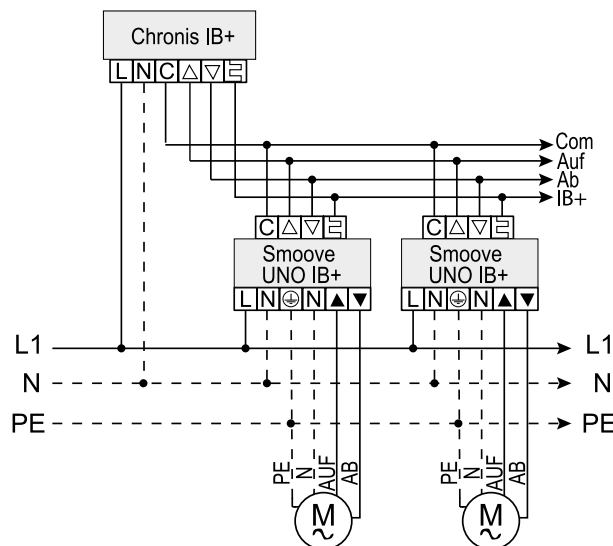 Chronis IB+
L N C
Com
Auf
Ab
IB+
C
C
Smoove
UNO IB+
Smoove
UNO IB+
L N N
L N N
L1
L1
N
N
PE
PE
PE N AUF AB
PE N AUF AB
M
~
M
~